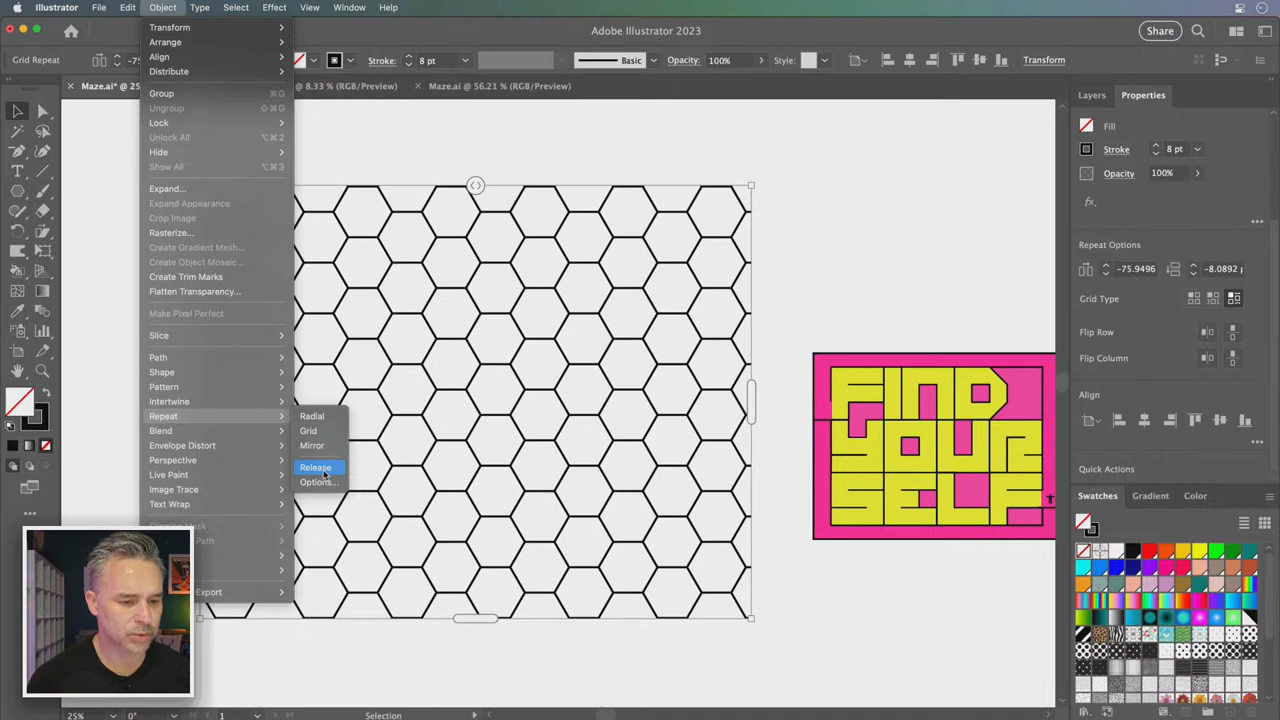 Illustrator File Edit Object Type Select Effect View Window Help
Adobe Illustrator 2023
Share
Grid Repeat
Stroke: 8 pt
Basic
Opacity: 100%
Style:
Transform
Maze.ai* @ 25
@ 8.33 % (RGB/Preview)
Maze.ai @ 56.21 % (RGB/Preview)
Transform
Arrange
Align
Distribute
Group ⌘G
Ungroup ⇧⌘G
Lock
Unlock All ⌥⌘2
Hide
Show All ⌥⌘3
Expand...
Expand Appearance
Crop Image
Rasterize...
Create Gradient Mesh...
Create Object Mosaic...
Create Trim Marks
Flatten Transparency...
Make Pixel Perfect
Slice
Path
Shape
Pattern
Intertwine
Repeat
Blend
Envelope Distort
Perspective
Live Paint
Image Trace
Text Wrap
Path
Export
Radial
Grid
Mirror
Release
Options...
FIND
YOUR
SELF
Layers Properties
Fill
Stroke 8 pt
Opacity 100%
fx.
Repeat Options
-75.9496 -8.0892
Grid Type
Flip Row
Flip Column
Align
Quick Actions
Swatches Gradient Color
25% 0° 1 Selection